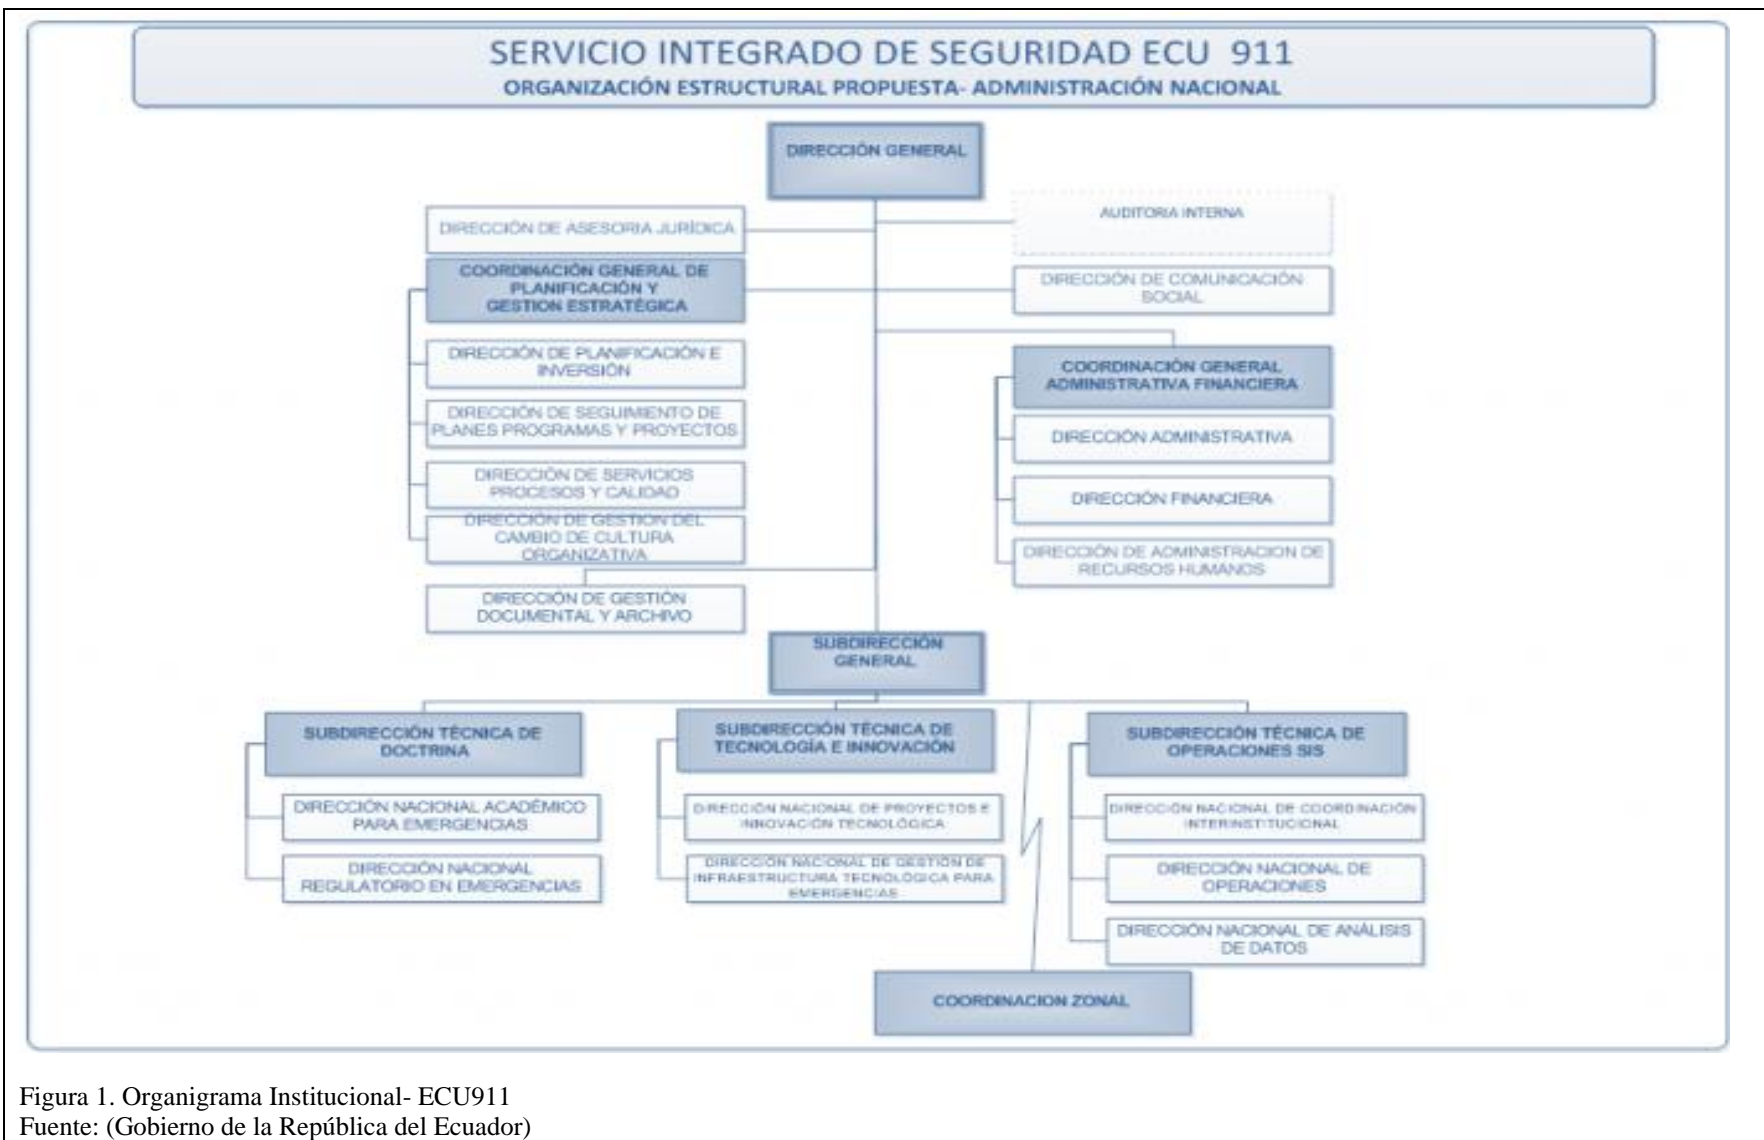 SERVICIO INTEGRADO DE SEGURIDAD ECU 911
ORGANIZACIÓN ESTRUCTURAL PROPUESTA- ADMINISTRACIÓN NACIONAL
DIRECCIÓN GENERAL
DIRECCIÓN DE ASESORIA JURÍDICA
AUDITORIA INTERNA
COORDINACIÓN GENERAL DE
PLANIFICACIÓN Y
GESTION ESTRATÉGICA
DIRECCIÓN DE COMUNICACIÓN
SOCIAL
DIRECCIÓN DE PLANIFICACIÓN E
INVERSIÓN
DIRECCIÓN DE SEGUIMIENTO DE
PLANES PROGRAMAS Y PROYECTOS
DIRECCIÓN DE SERVICIOS
PROCESOS Y CALIDAD
DIRECCIÓN DE GESTION DEL
CAMBIO DE CULTURA
ORGANIZATIVA
COORDINACIÓN GENERAL
ADMINISTRATIVA FINANCIERA
DIRECCIÓN ADMINISTRATIVA
DIRECCIÓN FINANCIERA
DIRECCIÓN DE ADMINISTRACION DE
RECURSOS HUMANOS
DIRECCIÓN DE GESTIÓN
DOCUMENTAL Y ARCHIVO
SUBDIRECCIÓN
GENERAL
SUBDIRECCIÓN TÉCNICA DE
DOCTRINA
DIRECCIÓN NACIONAL ACADÉMICO
PARA EMERGENCIAS
DIRECCIÓN NACIONAL
REGULATORIO EN EMERGENCIAS
SUBDIRECCIÓN TÉCNICA DE
TECNOLOGÍA E INNOVACIÓN
DIRECCIÓN NACIONAL DE PROYECTOS E
INNOVACIÓN TECNOLÓGICA
DIRECCIÓN NACIONAL DE GESTIÓN DE
INFRAESTRUCTURA TECNOLÓGICA PARA
EMERGENCIAS
SUBDIRECCIÓN TÉCNICA DE
OPERACIONES SIS
DIRECCIÓN NACIONAL DE COORDINACIÓN
INTERINSTITUCIONAL
DIRECCIÓN NACIONAL DE
OPERACIONES
DIRECCIÓN NACIONAL DE ANÁLISIS
DE DATOS
COORDINACION ZONAL
Figura 1. Organigrama Institucional- ECU911
Fuente: (Gobierno de la República del Ecuador)